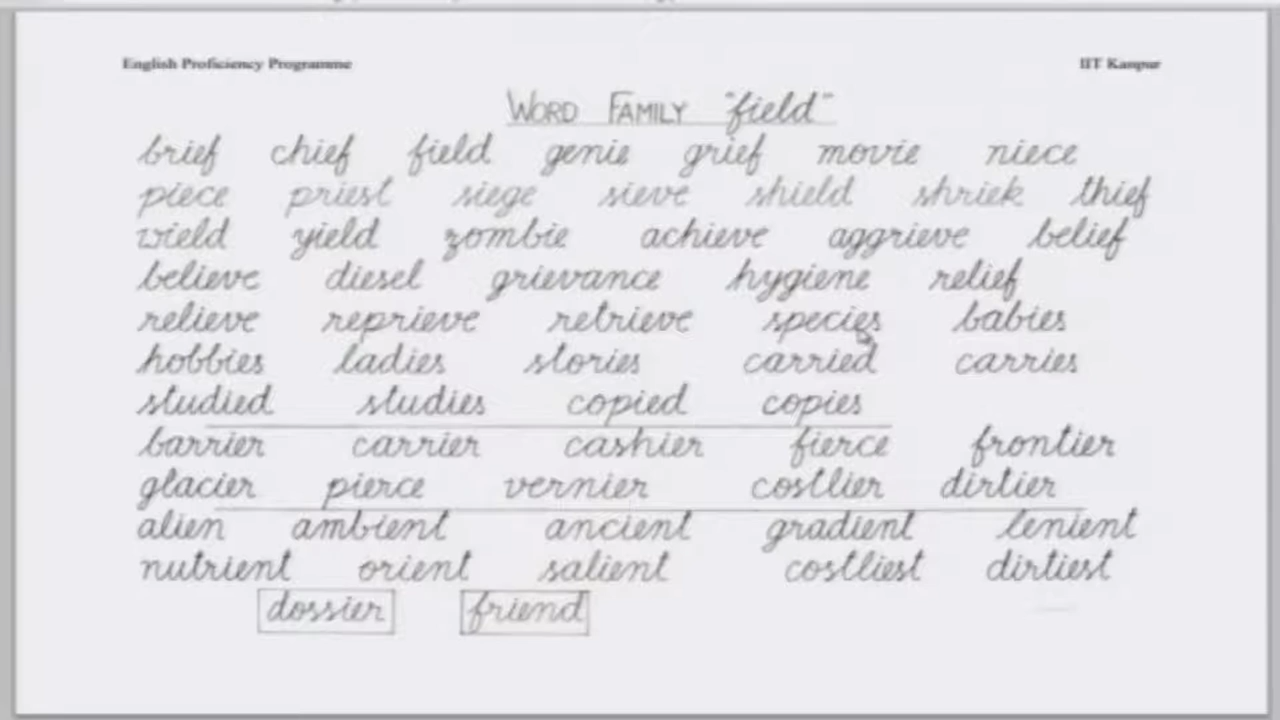 English Proficiency Programme IIT Kanpur
WORD FAMILY "field"
brief chief field genie grief movie niece
piece priest siege sieve shield shriek thief
wield yield zombie achieve aggrieve belief
believe diesel grievance hygiene relief
relieve reprieve retrieve species babies
hobbies ladies stories carried carries
studied studies copied copies
barrier carrier cashier fierce frontier
glacier pierce vernier costlier dirtier
alien ambient ancient gradient lenient
nutrient orient salient costliest dirtiest
dossier friend